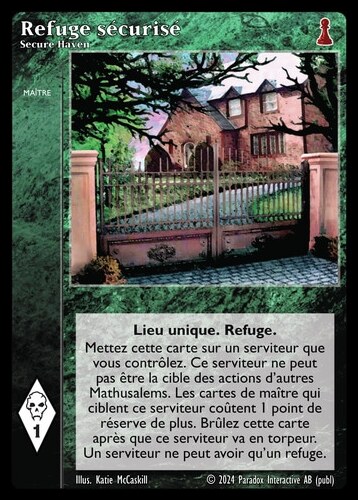 Refuge sécurisé
Secure Haven
MAÎTRE
Lieu unique. Refuge.
Mettez cette carte sur un serviteur que
vous contrôlez. Ce serviteur ne peut
pas être la cible des actions d'autres
Mathusalems. Les cartes de maître qui
ciblent ce serviteur coûtent 1 point de
réserve de plus. Brûlez cette carte
après que ce serviteur va en torpeur.
Un serviteur ne peut avoir qu'un refuge.
1
Illus. Katie McCaskill
© 2024 Paradox Interactive AB (publ)